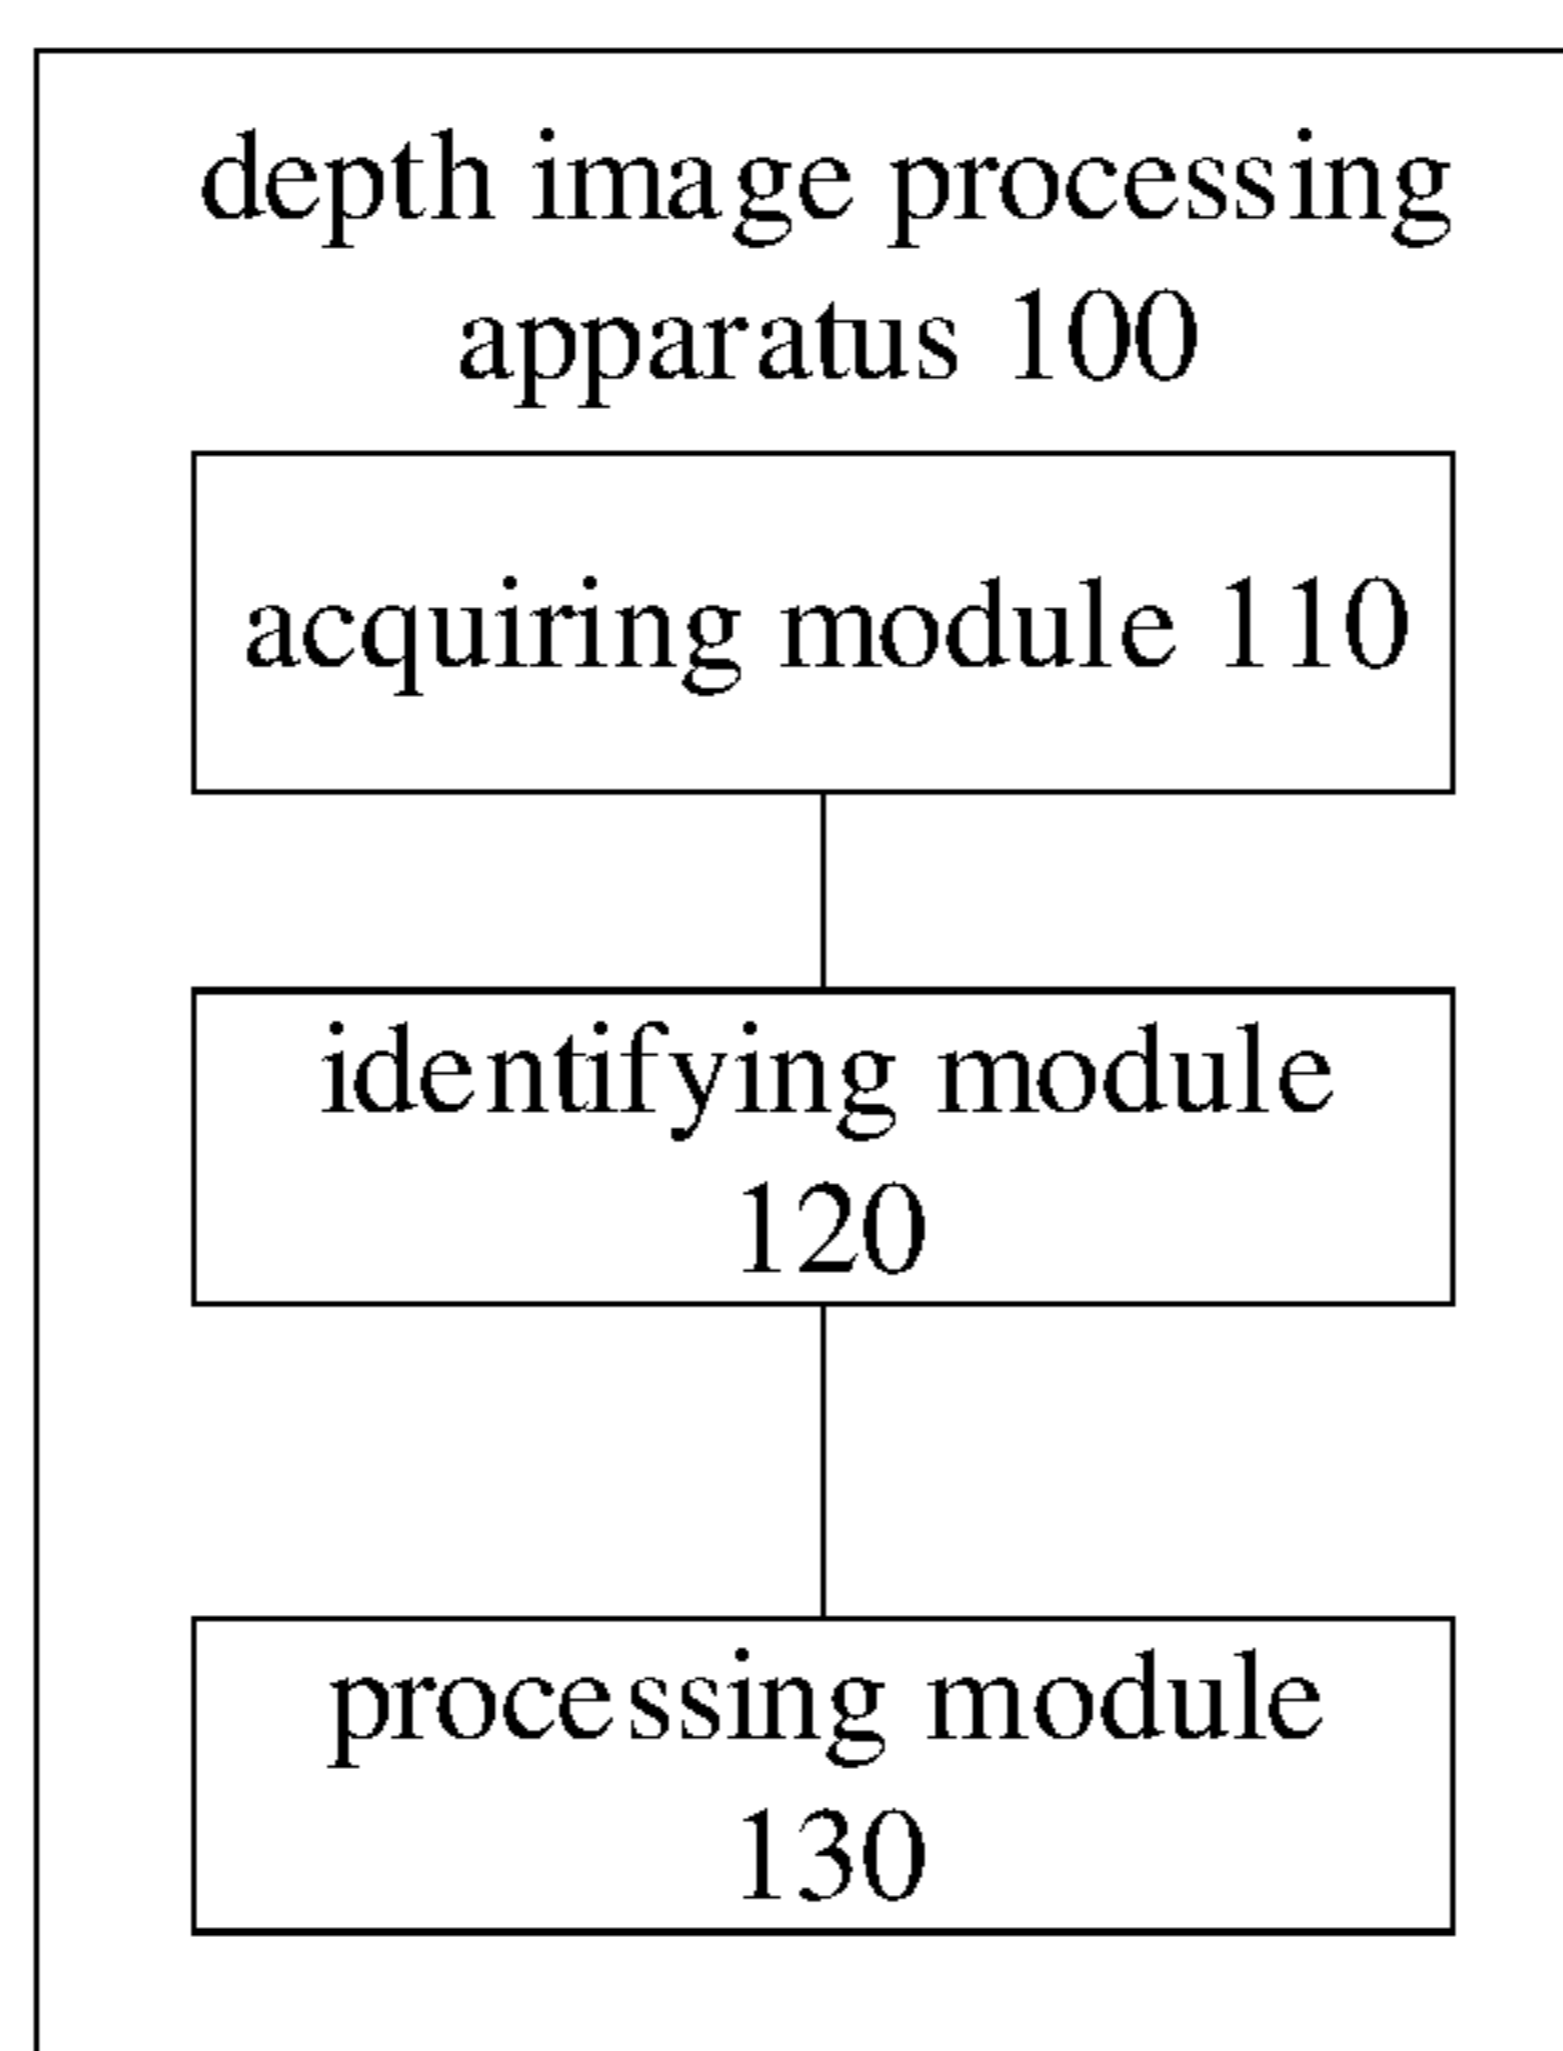 depth image processing
apparatus 100
acquiring module 110
identifying module
120
processing module
130